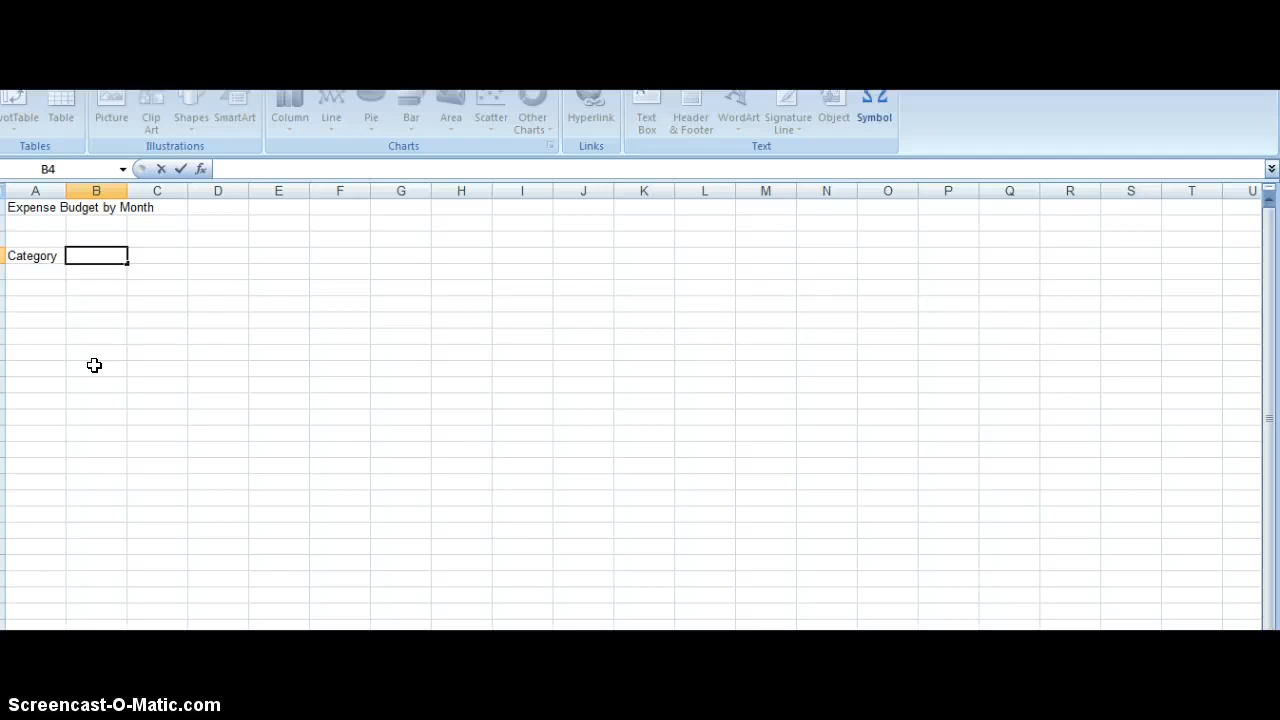 votTable Table Picture Clip Art Shapes SmartArt Column Line Pie Bar Area Scatter Other Charts Hyperlink Text Box Header & Footer WordArt Signature Line Object Symbol
Tables Illustrations Charts Links Text
B4 fx
A B C D E F G H I J K L M N O P Q R S T U
Expense Budget by Month
Category
Screencast-O-Matic.com